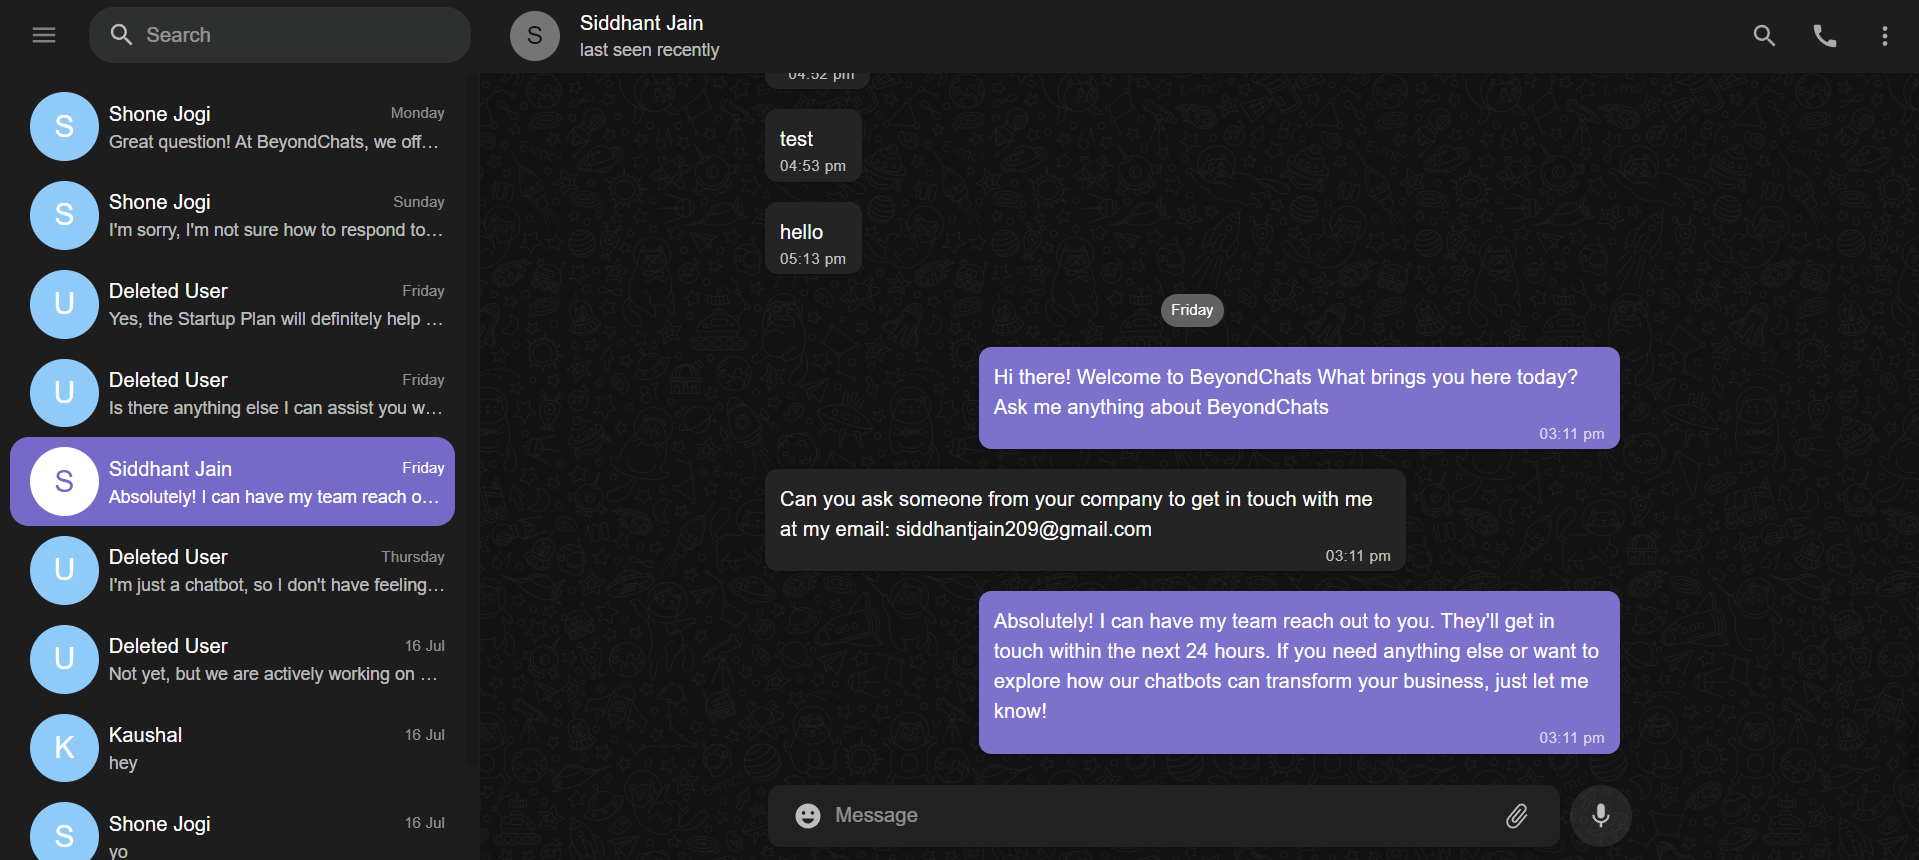 Search
S
Shone Jogi
Monday
Great question! At BeyondChats, we off...
S
Shone Jogi
Sunday
I'm sorry, I'm not sure how to respond to...
U
Deleted User
Friday
Yes, the Startup Plan will definitely help ...
U
Deleted User
Friday
Is there anything else I can assist you w...
S
Siddhant Jain
Friday
Absolutely! I can have my team reach o...
U
Deleted User
Thursday
I'm just a chatbot, so I don't have feeling...
U
Deleted User
16 Jul
Not yet, but we are actively working on ...
K
Kaushal
16 Jul
hey
S
Shone Jogi
16 Jul
yo
S
Siddhant Jain
last seen recently
04:52 pm
test
04:53 pm
hello
05:13 pm
Friday
Hi there! Welcome to BeyondChats What brings you here today?
Ask me anything about BeyondChats
03:11 pm
Can you ask someone from your company to get in touch with me
at my email: siddhantjain209@gmail.com
03:11 pm
Absolutely! I can have my team reach out to you. They'll get in
touch within the next 24 hours. If you need anything else or want to
explore how our chatbots can transform your business, just let me
know!
03:11 pm
Message